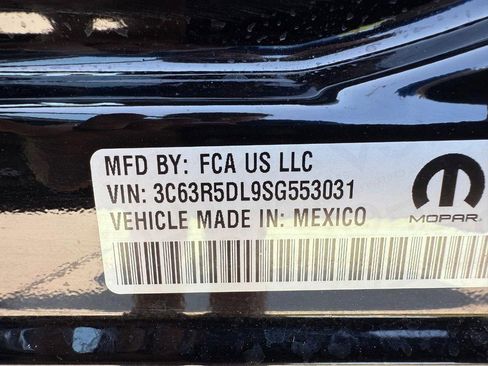 MFD BY: FCA US LLC
VIN: 3C63R5DL9SG553031
VEHICLE MADE IN: MEXICO
MOPAR